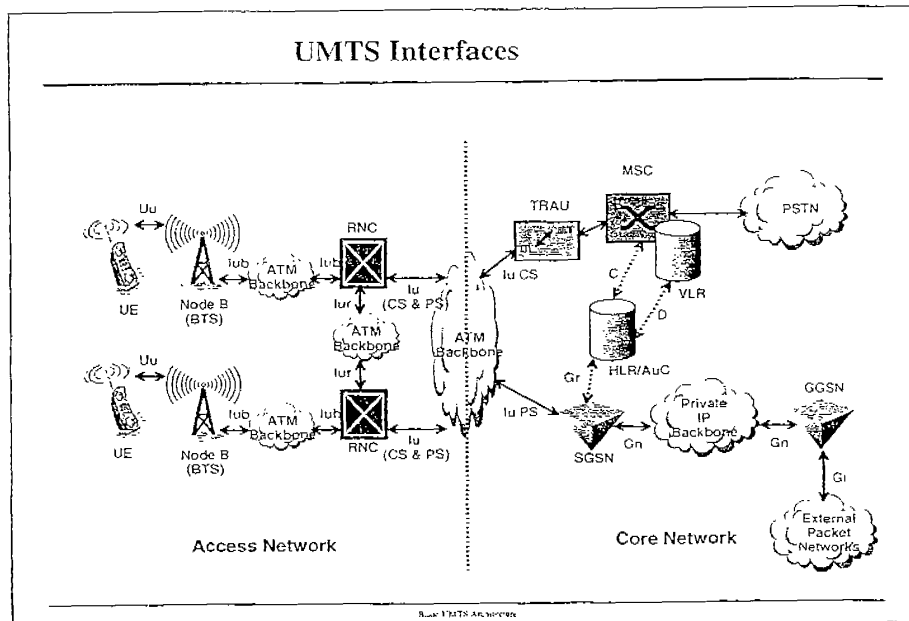 UMTS Interfaces
MSC
TRAU
PSTN
Uu
RNC
Iu CS
VLR
C
D
Iub
ATM
Backbone
Iub
Iu
(CS & PS)
UE
Node B
(BTS)
Iur
ATM
Backbone
Iur
ATM
Backbone
HLR/AuC
Gr
Uu
Iub
ATM
Backbone
Iub
RNC
Iu
(CS & PS)
UE
Node B
(BTS)
Iu PS
SGSN
Gn
Private
IP
Backbone
Gn
GGSN
Gi
External
Packet
Networks
Access Network
Core Network
Basic UMTS Architecture